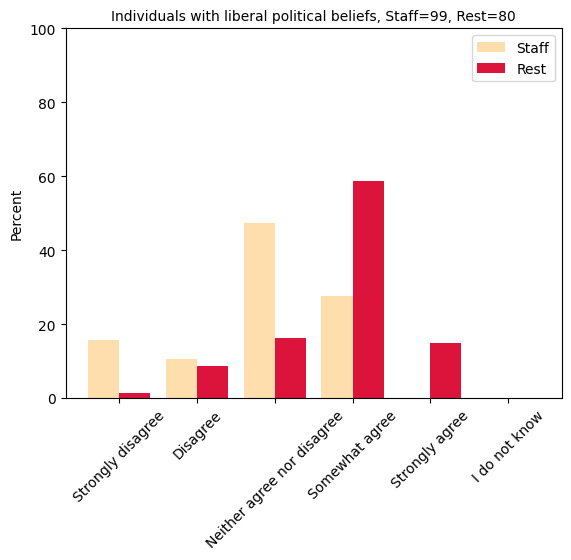 Individuals with liberal political beliefs, Staff=99, Rest=80
Staff
Rest
Percent
100
80
60
40
20
0
Strongly disagree
Disagree
Neither agree nor disagree
Somewhat agree
Strongly agree
I do not know